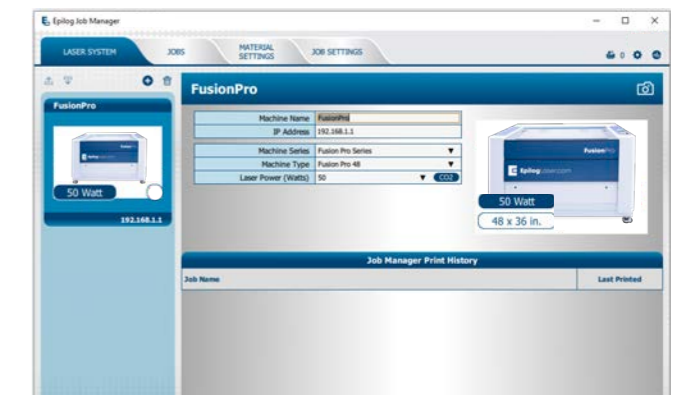 Epilog Job Manager
LASER SYSTEM
JOBS
MATERIAL
SETTINGS
JOB SETTINGS
0
FusionPro
50 Watt
192.168.1.1
FusionPro
Machine Name FusionPro
IP Address 192.168.1.1
Machine Series Fusion Pro Series
Machine Type Fusion Pro 48
Laser Power (Watts) 50 CO2
FusionPro
Epilog
50 Watt
48 x 36 in.
Job Manager Print History
Job Name Last Printed